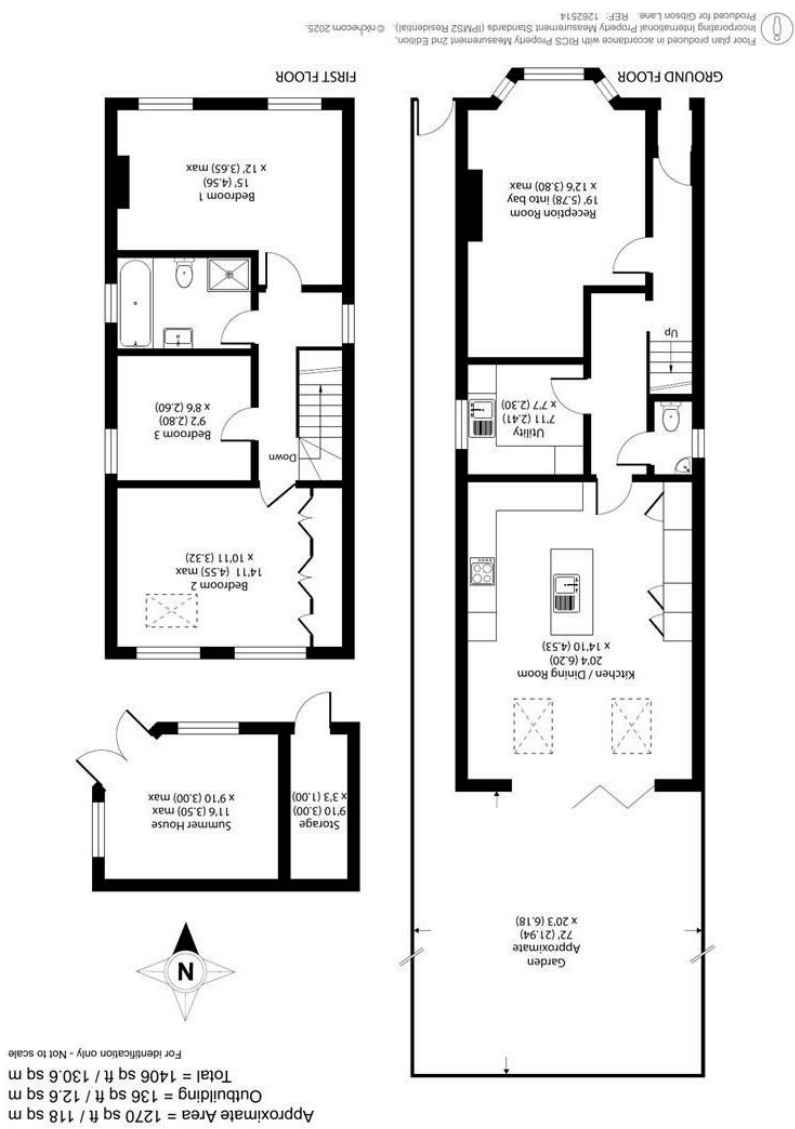 Approximate Area = 1270 sq ft / 118 sq m
Outbuilding = 136 sq ft / 12.6 sq m
Total = 1406 sq ft / 130.6 sq m
For identification only - Not to scale
N
Garden
Approximate
72' (21.94)
x 20'3 (6.18)
Storage
9'10 (3.00)
x 3'3 (1.00)
Summer House
11'6 (3.50) max
x 9'10 (3.00) max
Kitchen / Dining Room
20'4 (6.20)
x 14'10 (4.53)
Bedroom 2
14'11 (4.55) max
x 10'11 (3.32)
Down
Utility
7'11 (2.41)
x 7'7 (2.30)
Bedroom 3
9'2 (2.80)
x 8'6 (2.60)
Up
Reception Room
19' (5.78) into bay
x 12'6 (3.80) max
Bedroom 1
15' (4.56)
x 12' (3.65) max
GROUND FLOOR
FIRST FLOOR
Floor plan produced in accordance with RICS Property Measurement 2nd Edition,
Incorporating International Property Measurement Standards (IPMS2 Residential). © nichecom 2025.
Produced for Gibson Lane. REF: 1262514